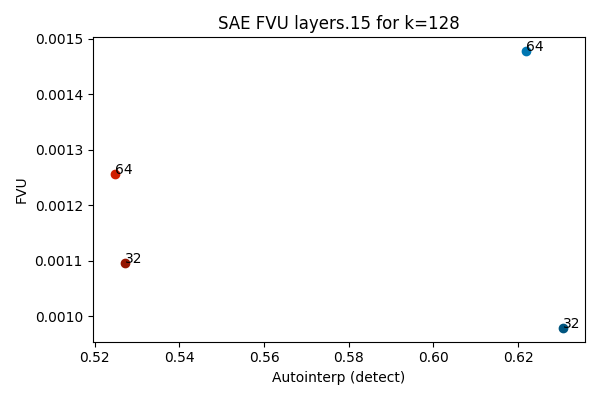 SAE FVU layers.15 for k=128
0.0015
64
0.0014
0.0013
64
0.0012
0.0011
32
0.0010
32
FVU
0.52 0.54 0.56 0.58 0.60 0.62
Autointerp (detect)